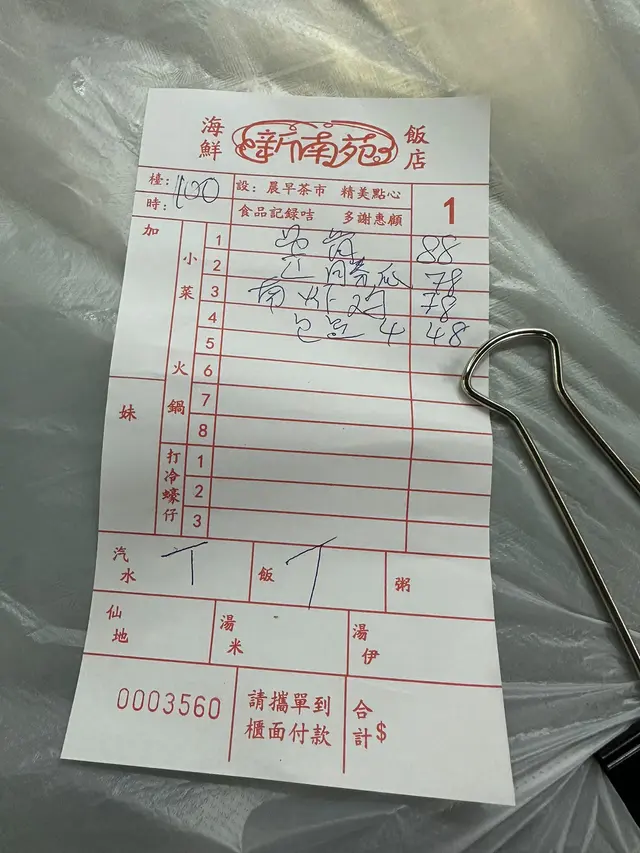 海鮮 新南苑 飯店
檯: 100 設: 晨早茶市 精美點心 1
時: 食品記録咭 多謝惠顧
加
小菜火鍋
1 88
2 78
3 78
4 48
5
6
7
8
妹
打冷蠔仔
1
2
3
汽水 飯 粥
仙地 湯米 湯伊
0003560 請攜單到 合計$
櫃面付款